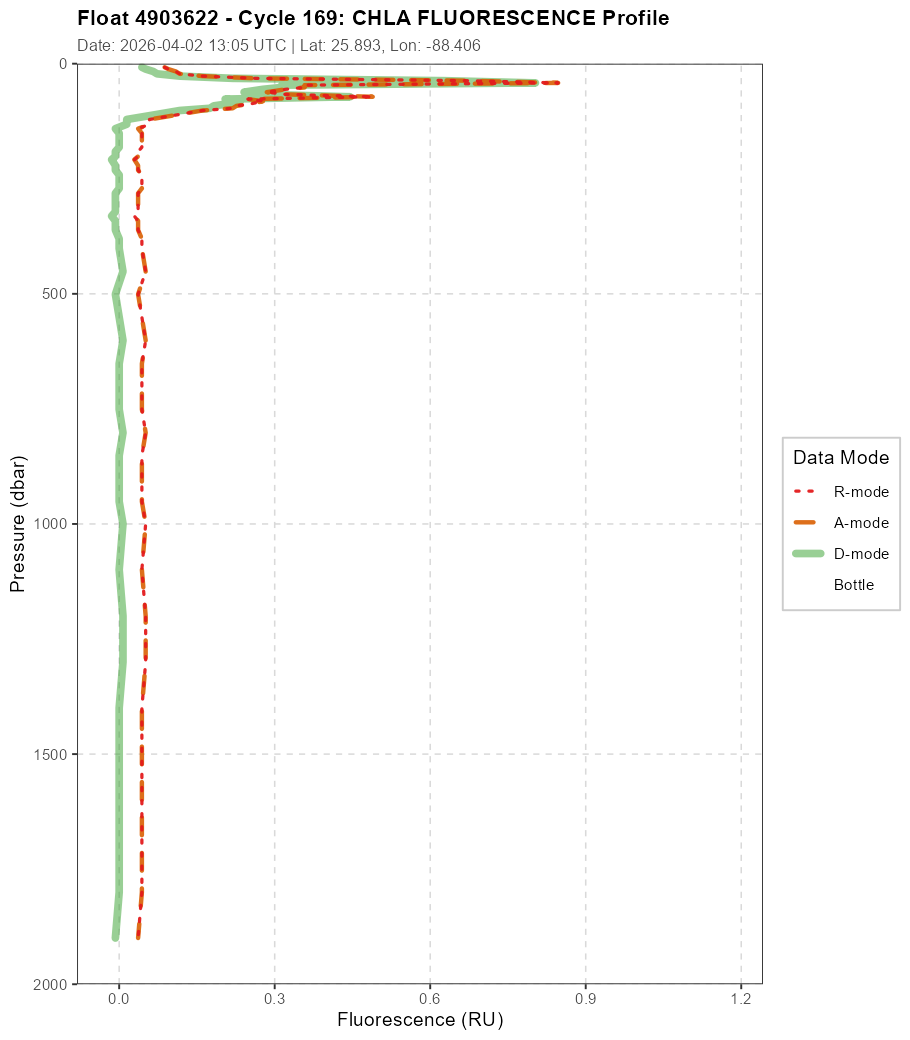 Float 4903622 - Cycle 169: CHLA FLUORESCENCE Profile
Date: 2026-04-02 13:05 UTC | Lat: 25.893, Lon: -88.406
0
500
1000
1500
2000
Pressure (dbar)
0.0
0.3
0.6
0.9
1.2
Fluorescence (RU)
Data Mode
R-mode
A-mode
D-mode
Bottle